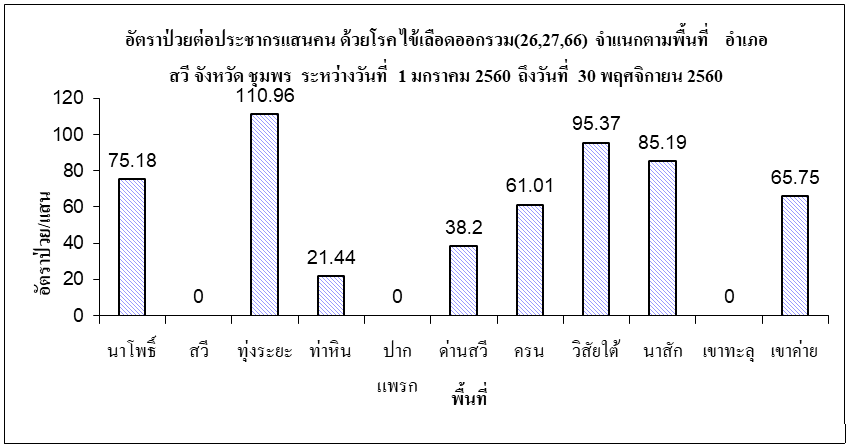 อัตราป่วยต่อประชากรแสนคน ด้วยโรค ไข้เลือดออกรวม(26,27,66) จำแนกตามพื้นที่ อำเภอ
สวี จังหวัด ชุมพร ระหว่างวันที่ 1 มกราคม 2560 ถึงวันที่ 30 พฤศจิกายน 2560
อัตราป่วย/แสน
120
100
80
60
40
20
0
75.18
0
110.96
21.44
0
38.2
61.01
95.37
85.19
0
65.75
นาโพธิ์
สวี
ทุ่งระยะ
ท่าหิน
ปาก
แพรก
ด่านสวี
ครน
วิสัยใต้
นาสัก
เขาทะลุ
เขาค่าย
พื้นที่